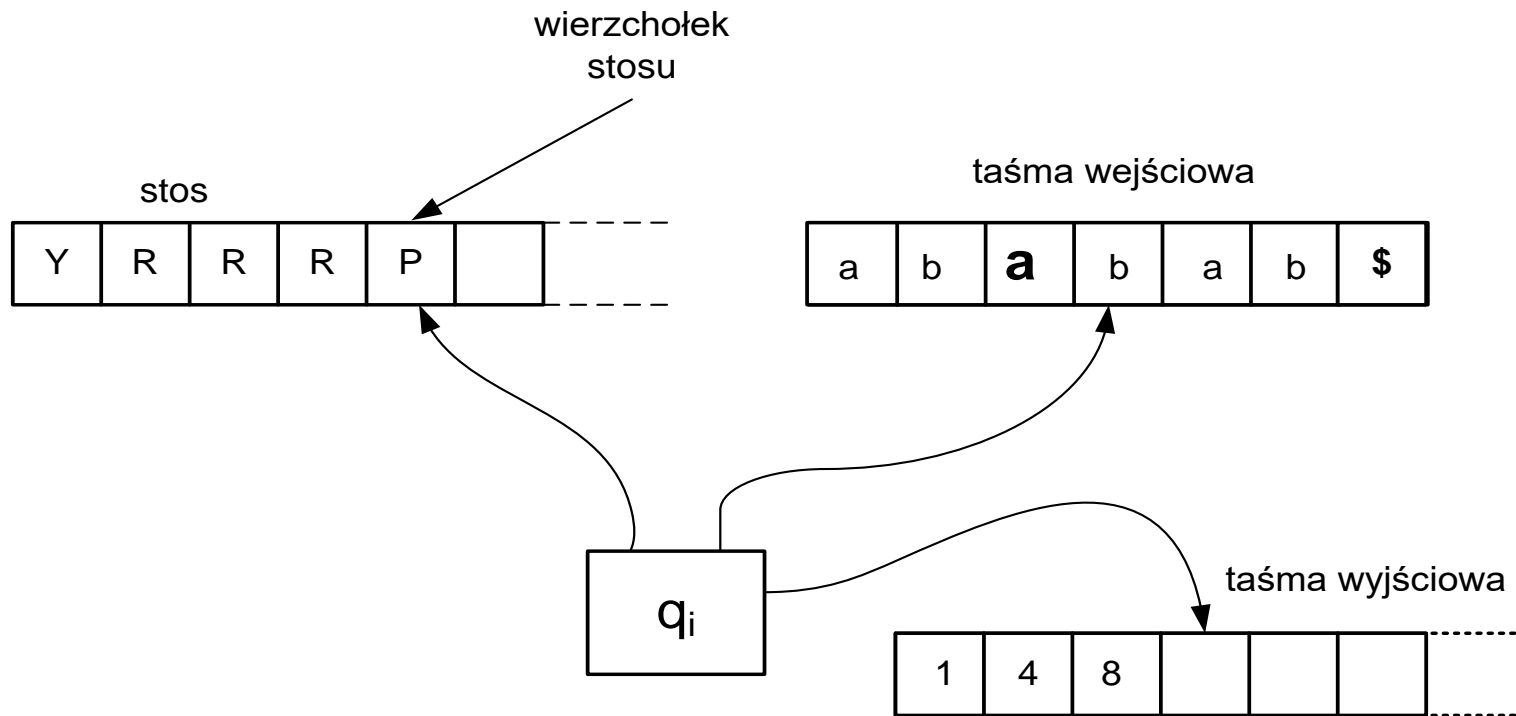 wierzchołek
stosu
stos
taśma wejściowa
Y R R R P
a b a b a b $
qi
taśma wyjściowa
1 4 8